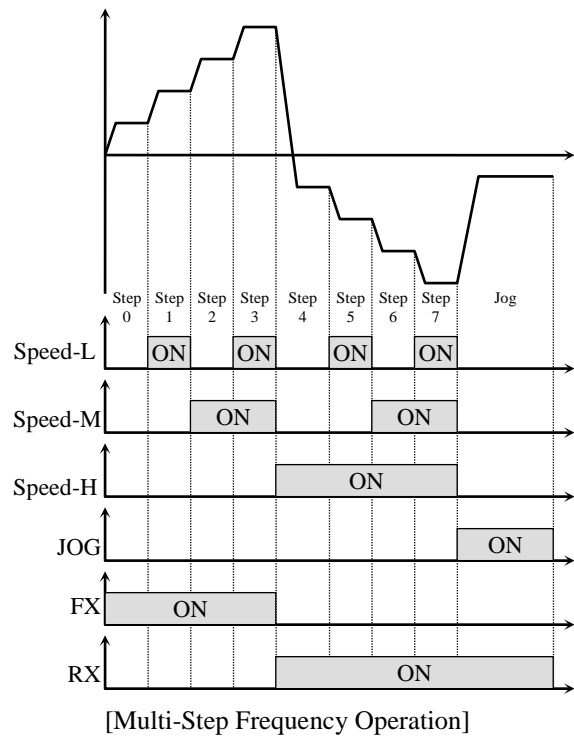 Step Step Step Step Step Step Step Step Jog
0 1 2 3 4 5 6 7
Speed-L ON ON ON ON
Speed-M ON ON
Speed-H ON
JOG ON
FX ON
RX ON
[Multi-Step Frequency Operation]